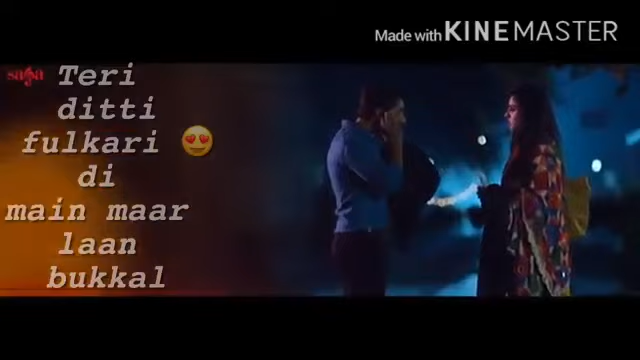 Made with KINEMASTER
saga
Teri
ditti
fulkari 😍
di
main maar
laan
bukkal